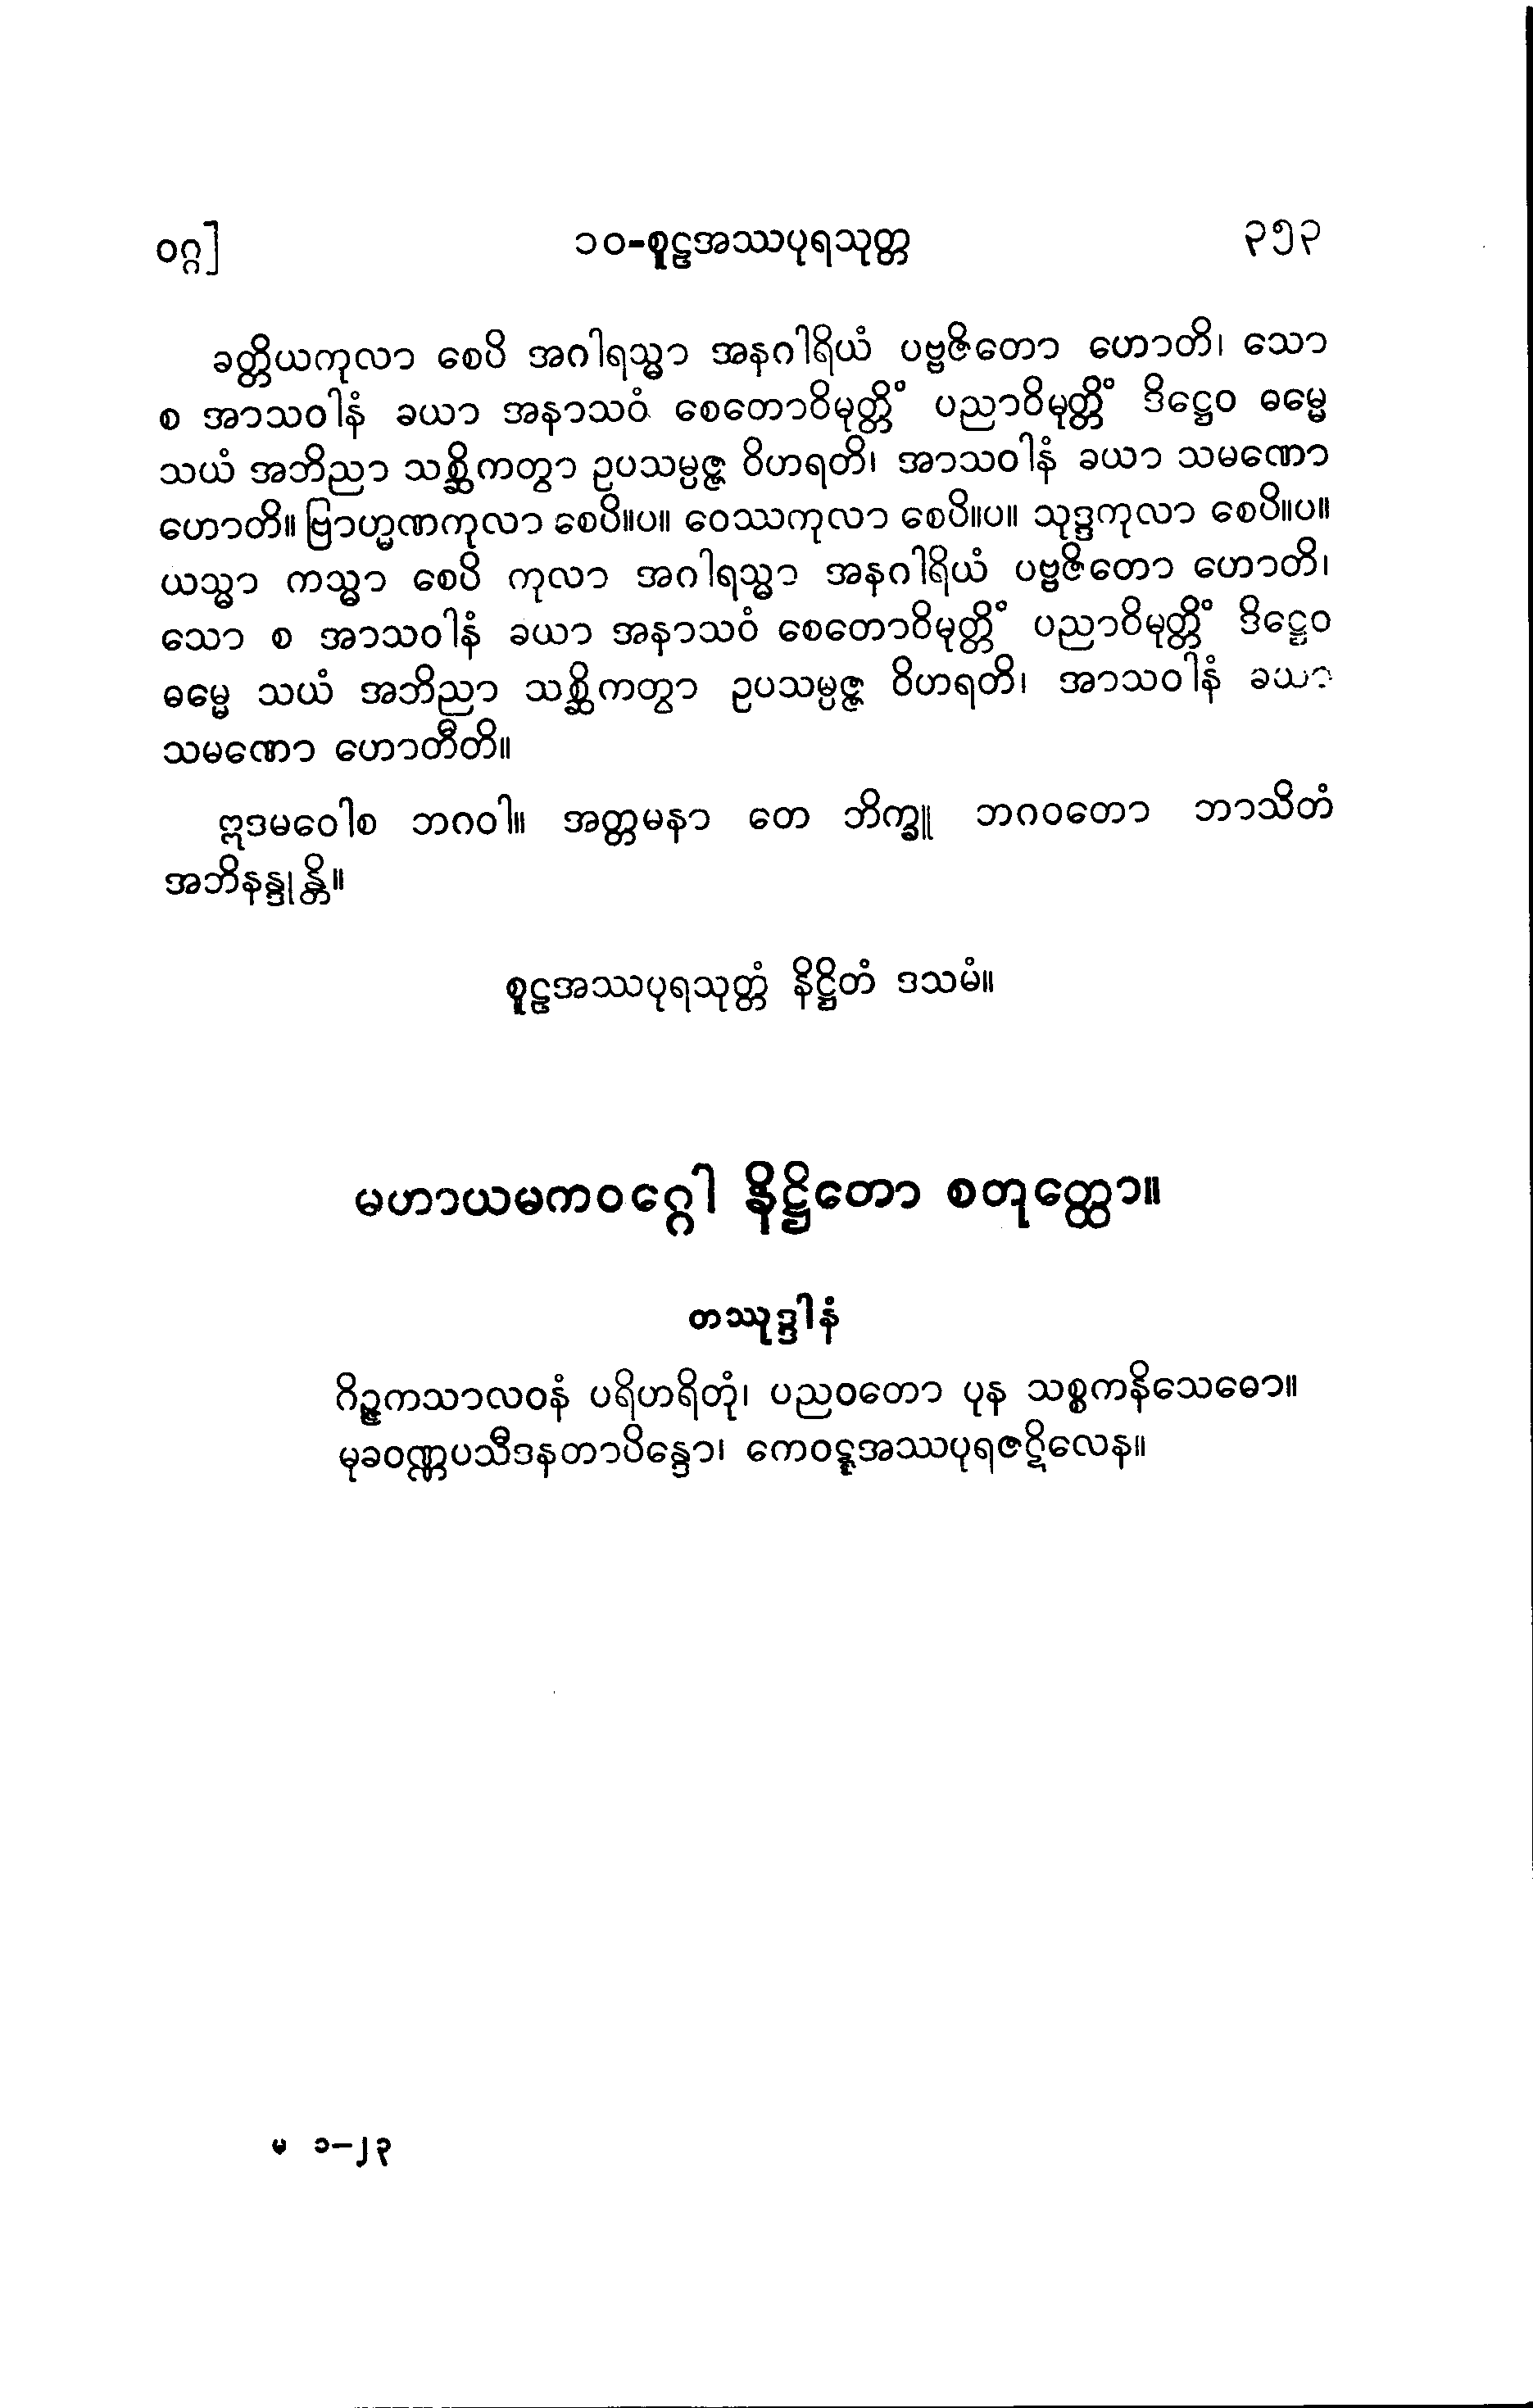 ဝဂ္ဂ] ၁၀-စူဠအဿပုရသုတ္တ ၃၅၃
ခတ္တိယကုလာ စေပိ အဂါရသ္မာ အနဂါရိယံ ပဗ္ဗဇိတော ဟောတိ၊ သော
စ အာသဝါနံ ခယာ အနာသဝံ စေတောဝိမုတ္တိံ ပညာဝိမုတ္တိံ ဒိဋ္ဌေဝ ဓမ္မေ
သယံ အဘိညာ သစ္ဆိကတွာ ဥပသမ္ပဇ္ဇ ဝိဟရတိ၊ အာသဝါနံ ခယာ သမဏော
ဟောတိ။ ဗြာဟ္မဏကုလာ စေပိ။ပ။ ဝေဿကုလာ စေပိ။ပ။ သုဒ္ဒကုလာ စေပိ။ပ။
ယသ္မာ ကသ္မာ စေပိ ကုလာ အဂါရသ္မာ အနဂါရိယံ ပဗ္ဗဇိတော ဟောတိ၊
သော စ အာသဝါနံ ခယာ အနာသဝံ စေတောဝိမုတ္တိံ ပညာဝိမုတ္တိံ ဒိဋ္ဌေဝ
ဓမ္မေ သယံ အဘိညာ သစ္ဆိကတွာ ဥပသမ္ပဇ္ဇ ဝိဟရတိ၊ အာသဝါနံ ခယာ
သမဏော ဟောတီတိ။
ဣဒမဝေါစ ဘဂဝါ။ အတ္တမနာ တေ ဘိက္ခူ ဘဂဝတော ဘာသိတံ
အဘိနန္ဒုန္တိ။
စူဠအဿပုရသုတ္တံ နိဋ္ဌိတံ ဒသမံ။
မဟာယမကဝဂ္ဂေါ နိဋ္ဌိတော စတုတ္ထော။
တဿုဒ္ဒါနံ
ဂိဉ္ဇကသာလဝနံ ပရိဟရိတုံ၊ ပညဝတော ပုန သစ္စကနိသေဓော။
မုခဝဏ္ဏပသီဒနတာပိန္ဒော၊ ကေဝဋ္ဋအဿပုရဇဋိလေန။
မ ၁–၂၃